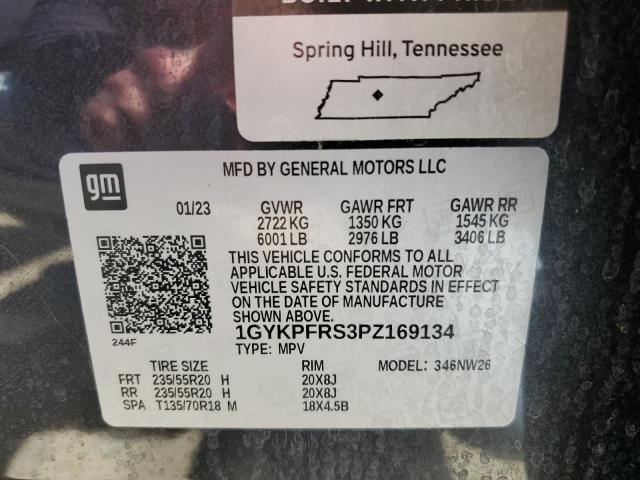 Spring Hill, Tennessee
gm
MFD BY GENERAL MOTORS LLC
01/23 GVWR GAWR FRT GAWR RR
2722 KG 1350 KG 1545 KG
6001 LB 2976 LB 3406 LB
THIS VEHICLE CONFORMS TO ALL
APPLICABLE U.S. FEDERAL MOTOR
VEHICLE SAFETY STANDARDS IN EFFECT
ON THE DATE OF MANUFACTURE
SHOWN ABOVE.
1GYKPFRS3PZ169134
244F
TYPE: MPV
TIRE SIZE RIM MODEL: 346NW26
FRT 235/55R20 H 20X8J
RR 235/55R20 H 20X8J
SPA T135/70R18 M 18X4.5B